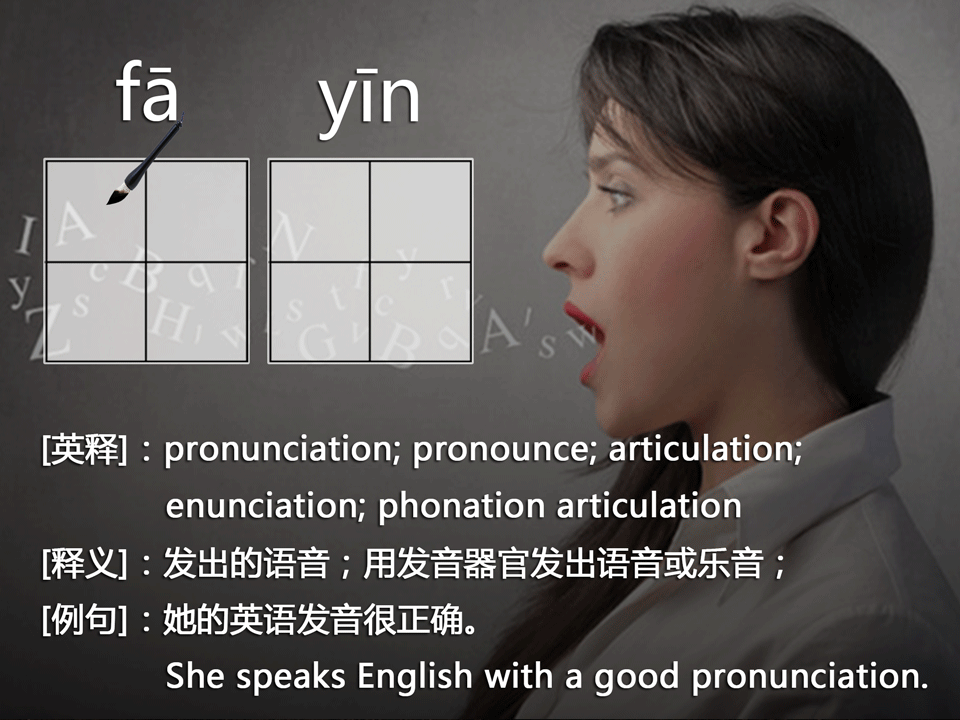 fā yīn
[英释]：pronunciation; pronounce; articulation;
enunciation; phonation articulation
[释义]：发出的语音；用发音器官发出语音或乐音；
[例句]：她的英语发音很正确。
She speaks English with a good pronunciation.